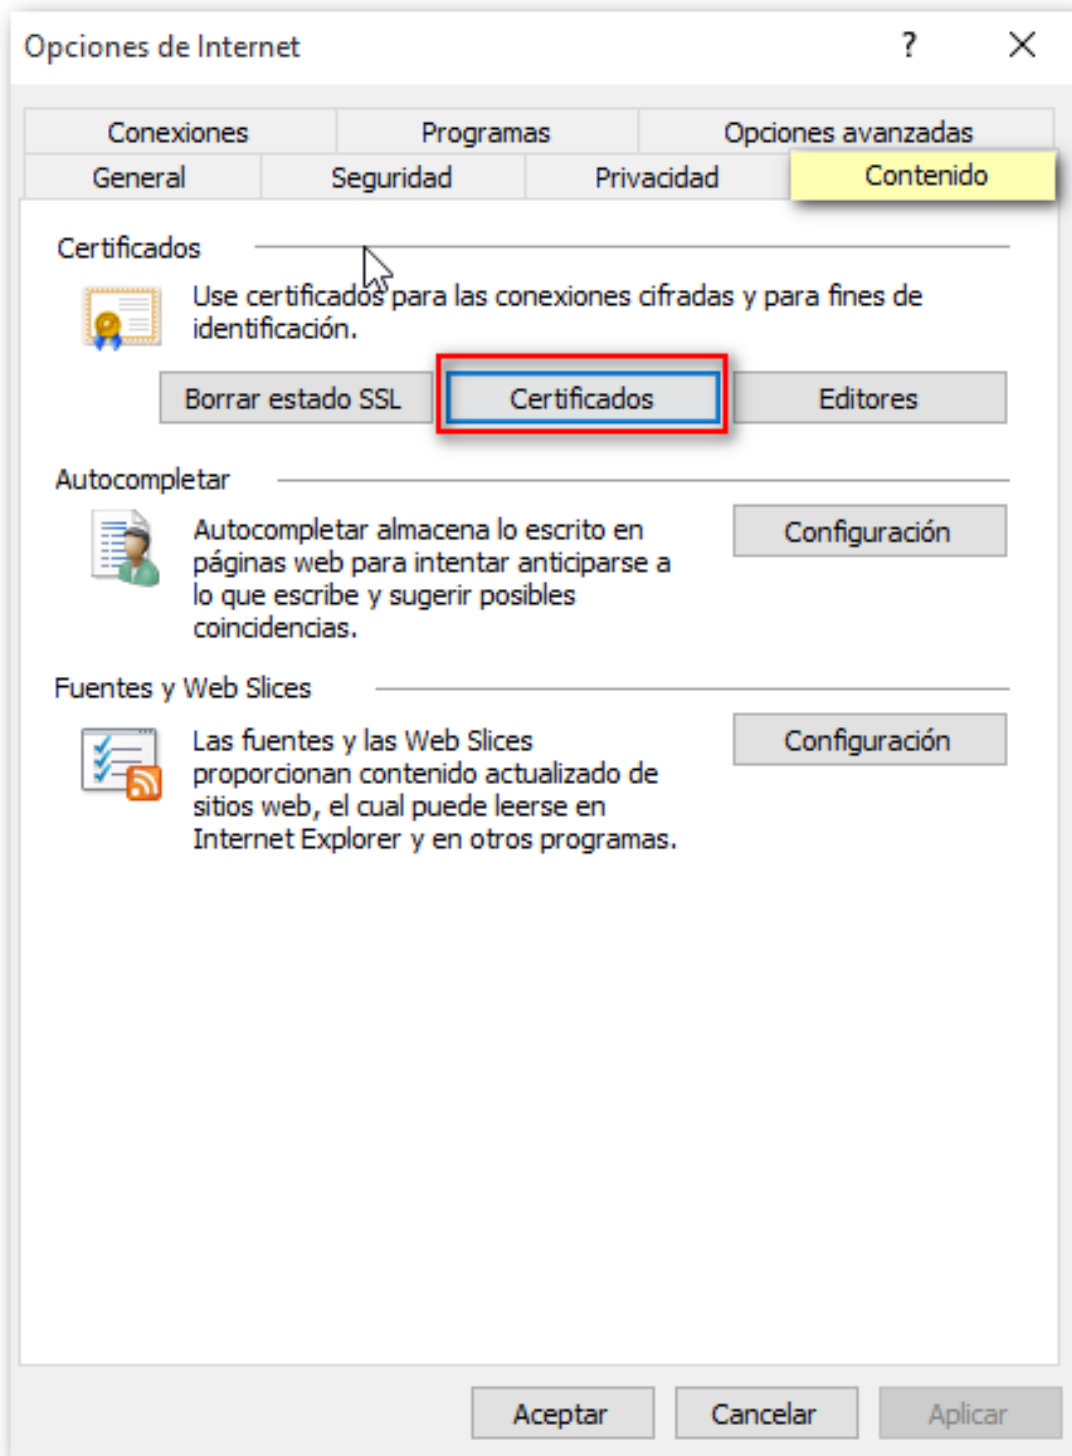 Opciones de Internet
?
Conexiones Programas Opciones avanzadas
General Seguridad Privacidad Contenido
Certificados
Use certificados para las conexiones cifradas y para fines de
identificación.
Borrar estado SSL Certificados Editores
Autocompletar
Autocompletar almacena lo escrito en
páginas web para intentar anticiparse a
lo que escribe y sugerir posibles
coincidencias.
Configuración
Fuentes y Web Slices
Las fuentes y las Web Slices
proporcionan contenido actualizado de
sitios web, el cual puede leerse en
Internet Explorer y en otros programas.
Configuración
Aceptar Cancelar Aplicar